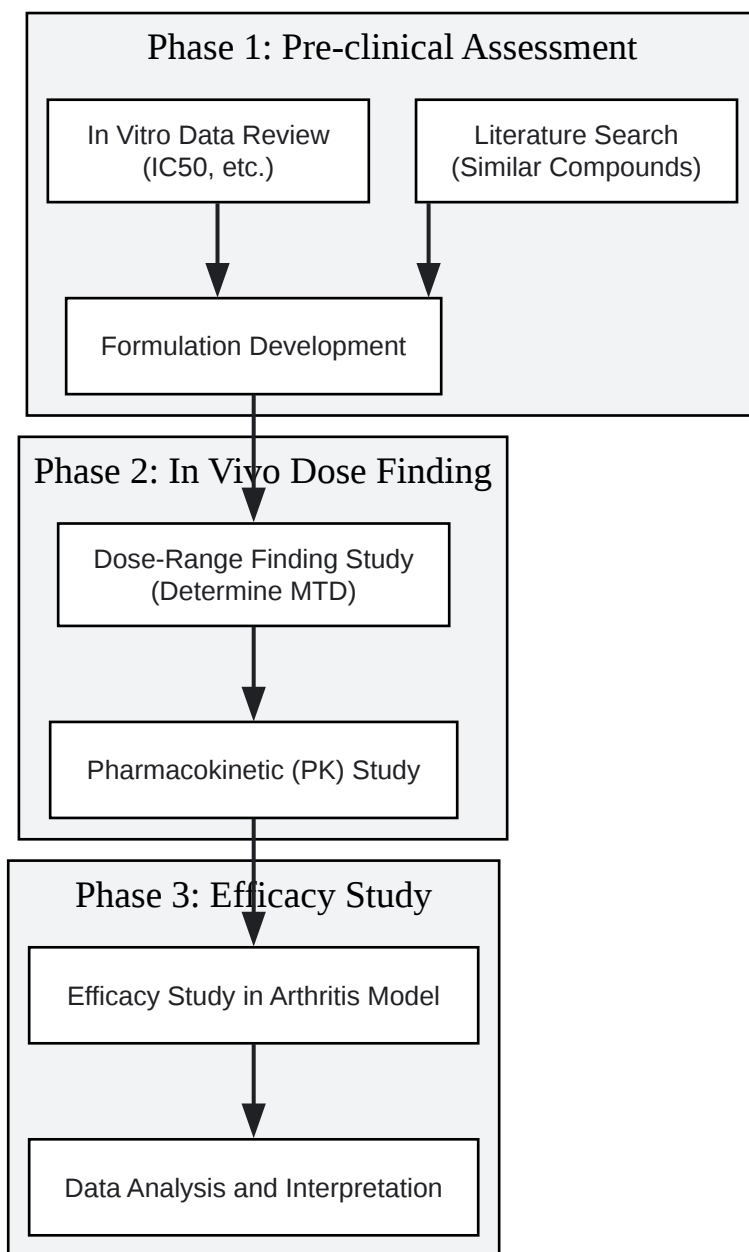 Phase 1: Pre-clinical Assessment
In Vitro Data Review
(IC50, etc.)
Literature Search
(Similar Compounds)
Formulation Development
Phase 2: In Vivo Dose Finding
Dose-Range Finding Study
(Determine MTD)
Pharmacokinetic (PK) Study
Phase 3: Efficacy Study
Efficacy Study in Arthritis Model
Data Analysis and Interpretation